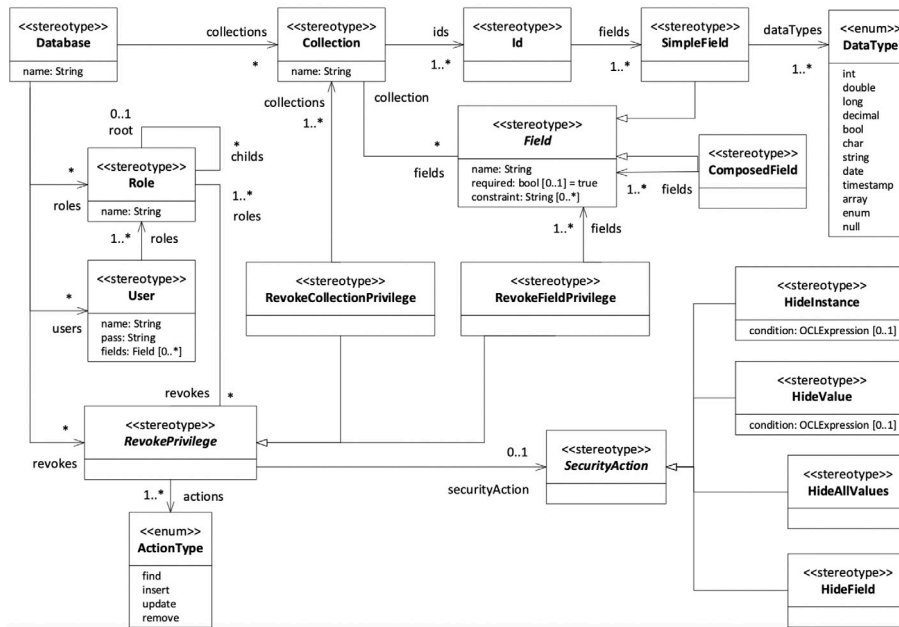 <<stereotype>>
Database
name: String
collections
*
<<stereotype>>
Collection
name: String
ids
1..*
<<stereotype>>
Id
fields
1..*
<<stereotype>>
SimpleField
dataTypes
1..*
<<enum>>
DataType
int
double
long
decimal
bool
char
string
date
timestamp
array
enum
null
collections
1..*
collection
*
fields
<<stereotype>>
Field
name: String
required: bool [0..1] = true
constraint: String [0..*]
1..*
fields
<<stereotype>>
ComposedField
0..1
root
*
childs
*
roles
<<stereotype>>
Role
name: String
1..*
roles
1..*
roles
1..*
fields
*
users
<<stereotype>>
User
name: String
pass: String
fields: Field [0..*]
<<stereotype>>
RevokeCollectionPrivilege
<<stereotype>>
RevokeFieldPrivilege
<<stereotype>>
HideInstance
condition: OCLExpression [0..1]
<<stereotype>>
HideValue
condition: OCLExpression [0..1]
revokes
*
*
revokes
<<stereotype>>
RevokePrivilege
0..1
securityAction
<<stereotype>>
SecurityAction
<<stereotype>>
HideAllValues
1..*
actions
<<enum>>
ActionType
find
insert
update
remove
<<stereotype>>
HideField